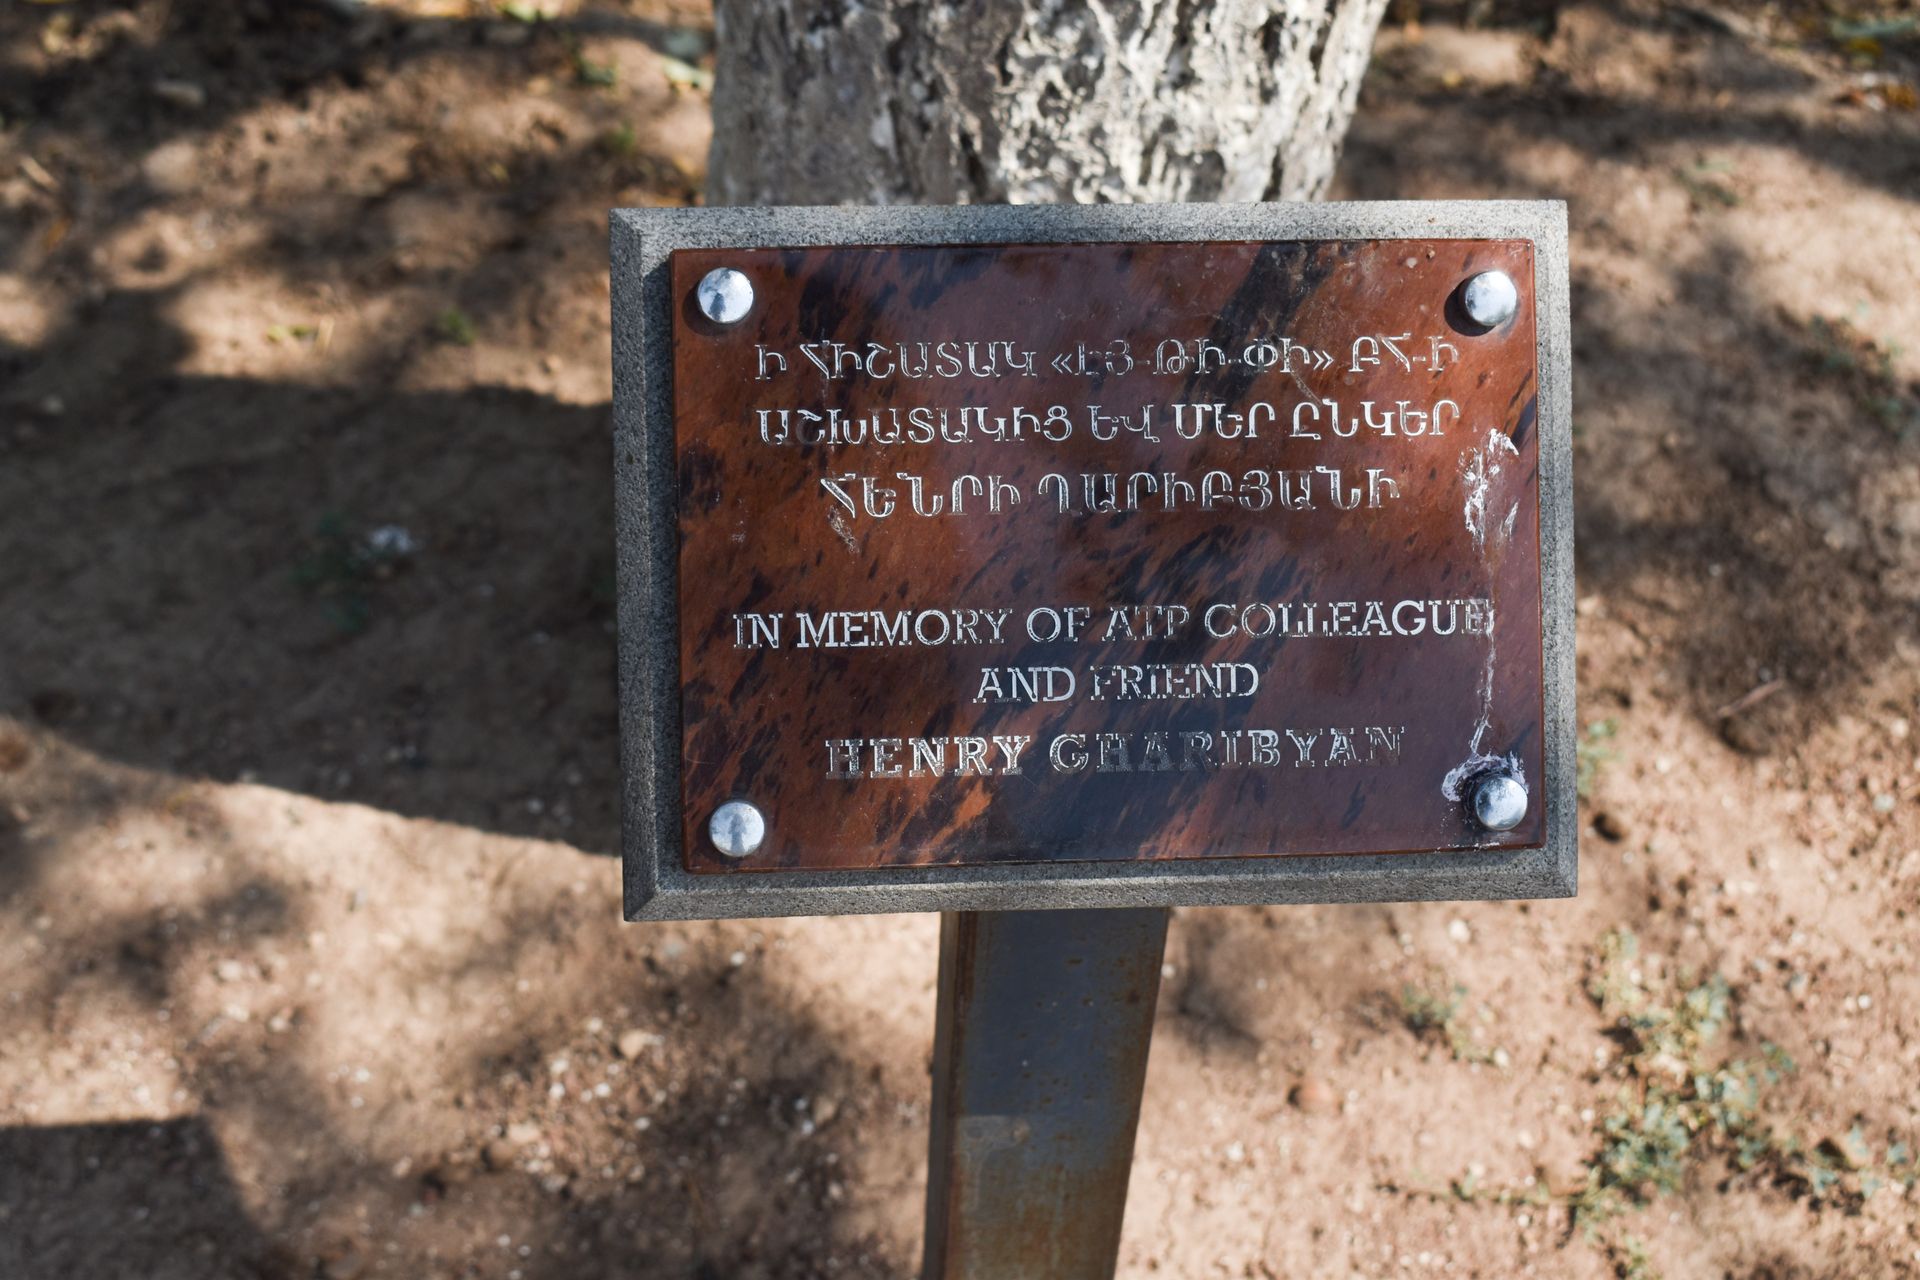 Ի ՀԻՇԱՏԱԿ «ԷՅ-ԹԻ-ՓԻ» ԲՀ-Ի
ԱՇԽԱՏԱԿԻՑ ԵՎ ՄԵՐ ԸՆԿԵՐ
ՀԵՆՐԻ ՂԱՐԻԲՅԱՆԻ
IN MEMORY OF ATP COLLEAGUE
AND FRIEND
HENRY GHARIBYAN